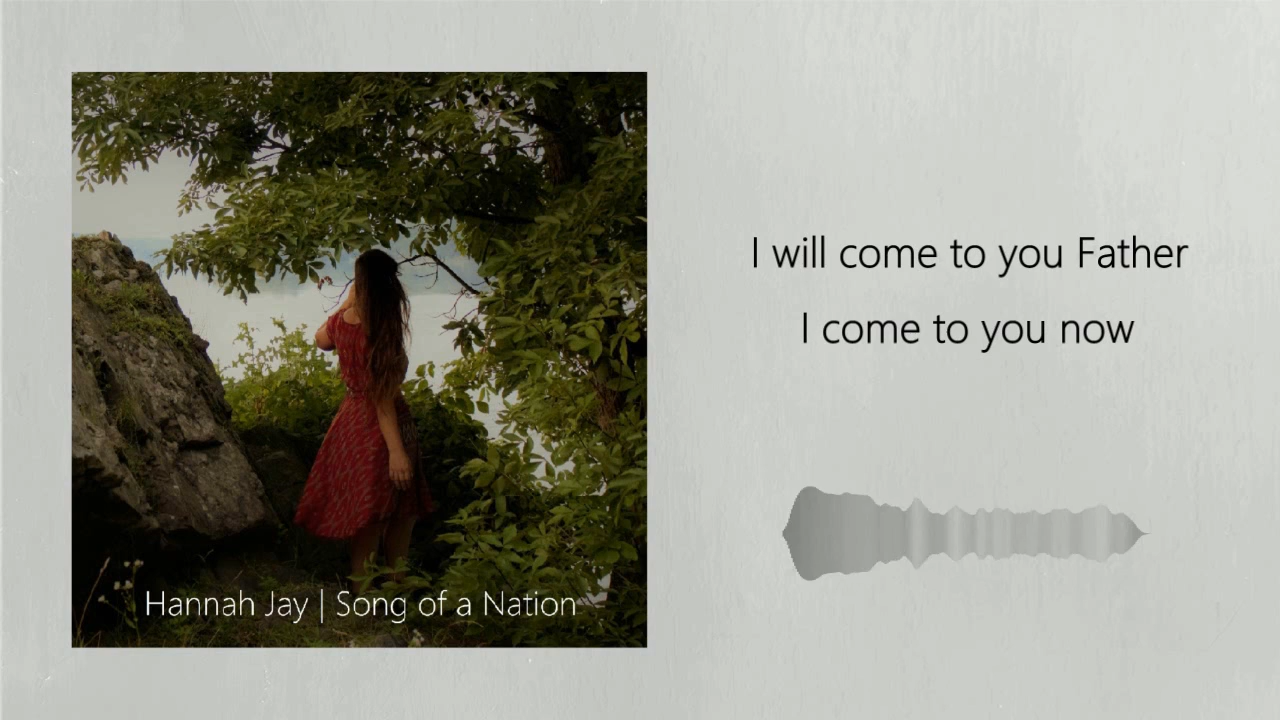 Hannah Jay | Song of a Nation
I will come to you Father
I come to you now